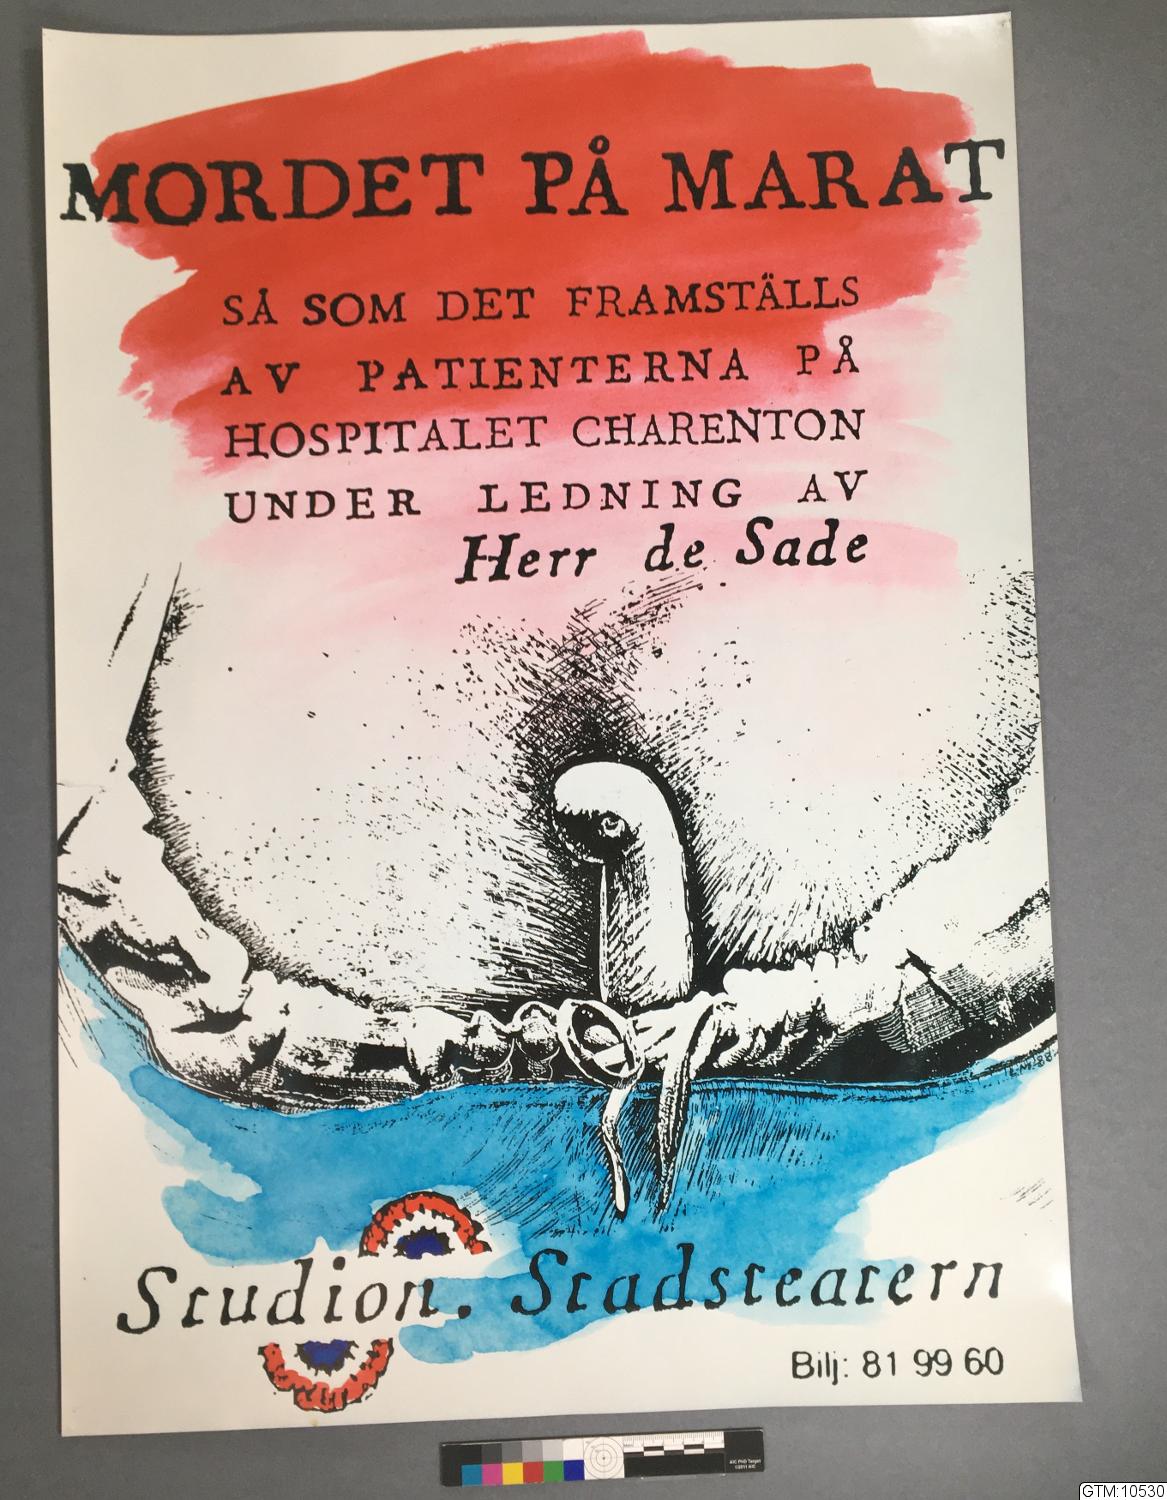 MORDET PÅ MARAT
SÅ SOM DET FRAMSTÄLLS
AV PATIENTERNA PÅ
HOSPITALET CHARENTON
UNDER LEDNING AV
Herr de Sade
Studion. Stadsteatern
Bilj: 81 99 60
GTM:10530